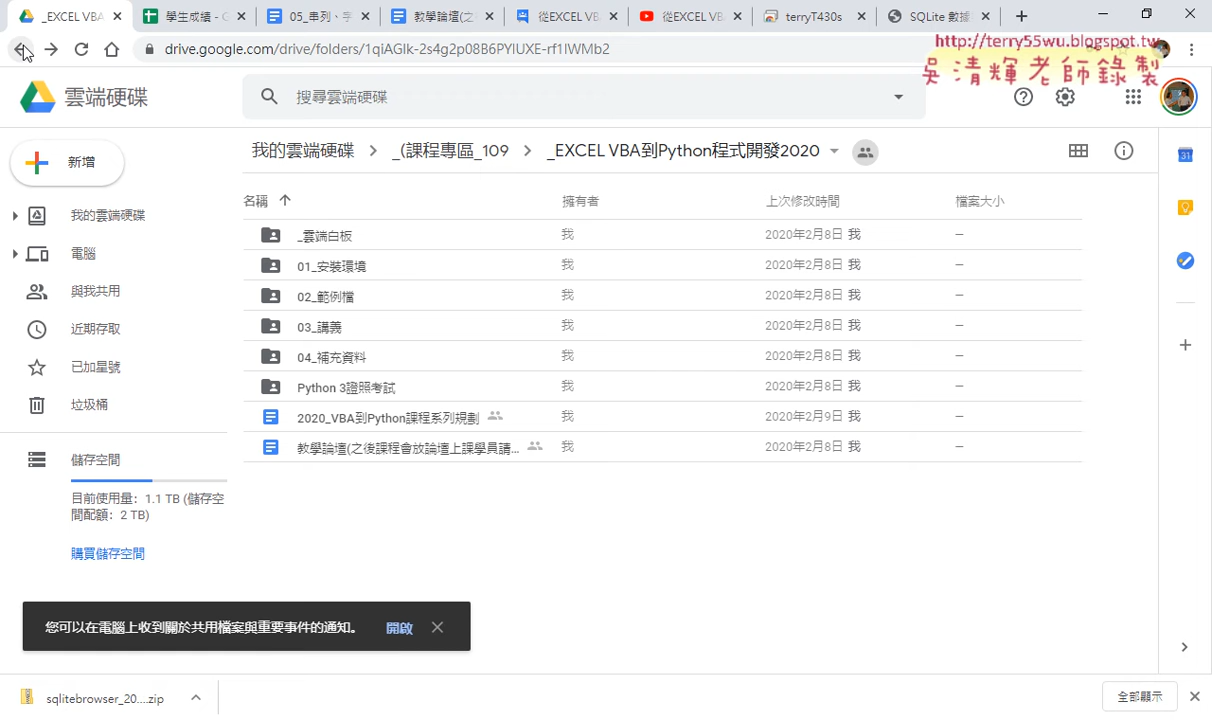 _EXCEL VBA
學生成績 - G
05_串列、字
教學論壇(之
從EXCEL VB
從EXCEL VB
terryT430s
SQLite 數據
drive.google.com/drive/folders/1qiAGIk-2s4g2p08B6PYIUXE-rf1IWMb2
http://terry55wu.blogspot.tw
吳清輝老師錄製
雲端硬碟
搜尋雲端硬碟
新增
我的雲端硬碟 > _(課程專區_109 > _EXCEL VBA到Python程式開發2020
31
名稱 擁有者 上次修改時間 檔案大小
我的雲端硬碟
電腦
與我共用
近期存取
已加星號
垃圾桶
儲存空間
目前使用量：1.1 TB (儲存空
間配額：2 TB)
購買儲存空間
_雲端白板 我 2020年2月8日 我 –
01_安裝環境 我 2020年2月8日 我 –
02_範例檔 我 2020年2月8日 我 –
03_講義 我 2020年2月8日 我 –
04_補充資料 我 2020年2月8日 我 –
Python 3證照考試 我 2020年2月8日 我 –
2020_VBA到Python課程系列規劃 我 2020年2月9日 我 –
教學論壇(之後課程會放論壇上課學員請... 我 2020年2月8日 我 –
您可以在電腦上收到關於共用檔案與重要事件的通知。 開啟
sqlitebrowser_20....zip
全部顯示